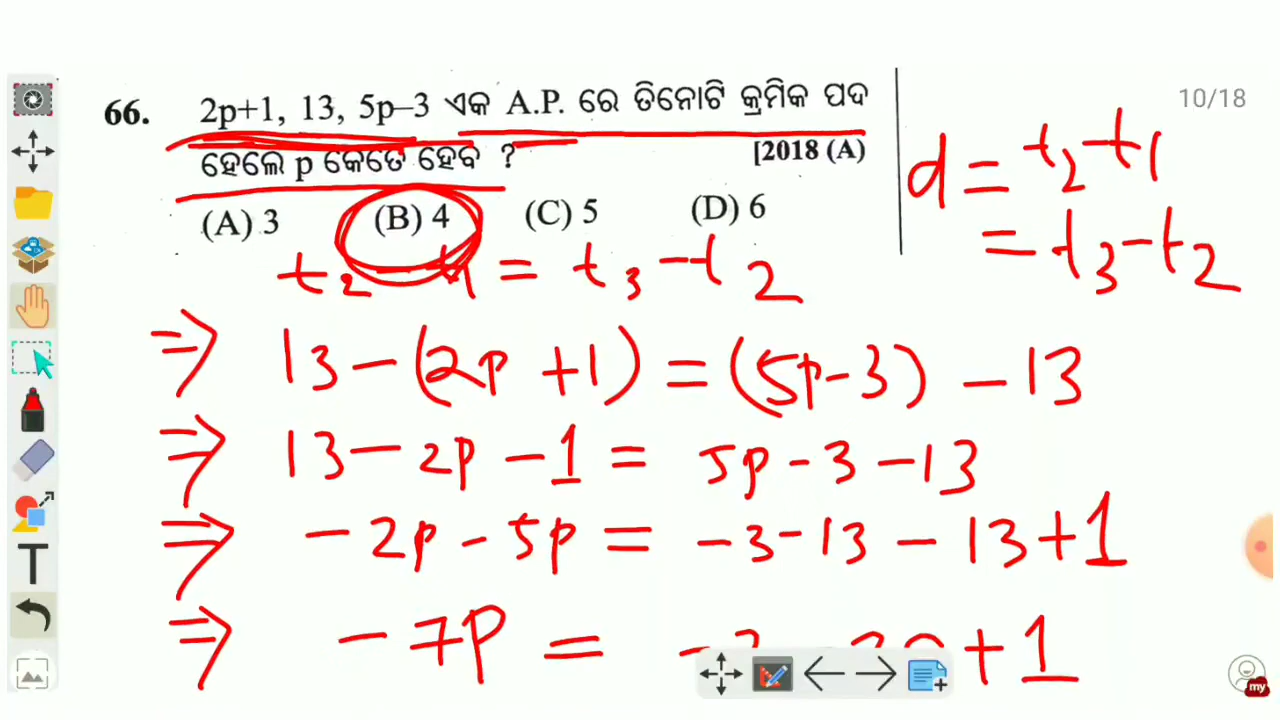 66. 2p+1, 13, 5p–3 ଏକ A.P. ରେ ତିନୋଟି କ୍ରମିକ ପଦ
ହେଲେ p କେତେ ହେବ ? [2018 (A)
(A) 3 (B) 4 (C) 5 (D) 6
10/18
d = t2 - t1
= t3 - t2
t2 t1 = t3 - t2
⇒ 13 - (2p + 1) = (5p - 3) - 13
⇒ 13 - 2p - 1 = 5p - 3 - 13
⇒ - 2p - 5p = - 3 - 13 - 13 + 1
⇒ - 7p = + 1
T
my